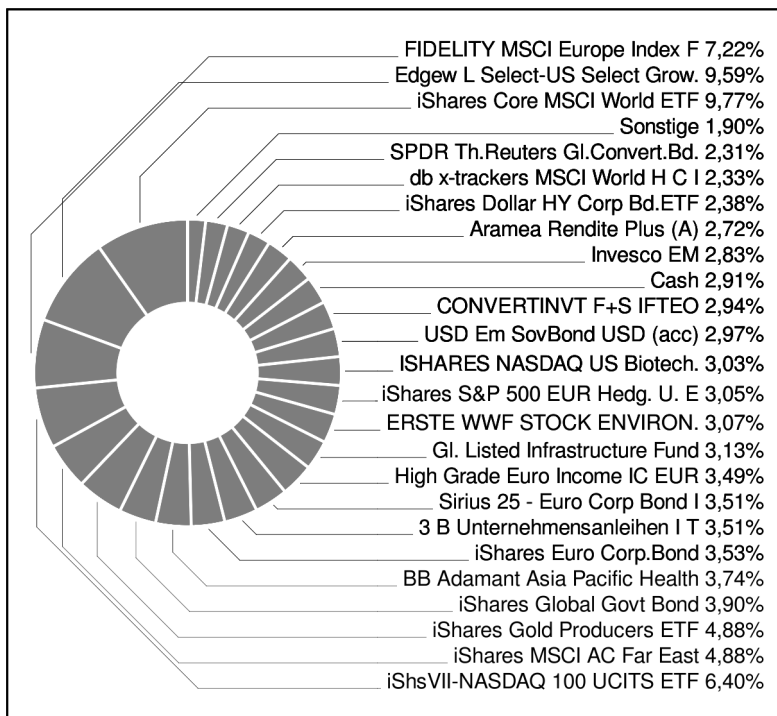 FIDELITY MSCI Europe Index F 7,22%
Edgew L Select-US Select Grow. 9,59%
iShares Core MSCI World ETF 9,77%
Sonstige 1,90%
SPDR Th.Reuters Gl.Convert.Bd. 2,31%
db x-trackers MSCI World H C I 2,33%
iShares Dollar HY Corp Bd.ETF 2,38%
Aramea Rendite Plus (A) 2,72%
Invesco EM 2,83%
Cash 2,91%
CONVERTINVT F+S IFTEO 2,94%
USD Em SovBond USD (acc) 2,97%
ISHARES NASDAQ US Biotech. 3,03%
iShares S&P 500 EUR Hedg. U. E 3,05%
ERSTE WWF STOCK ENVIRON. 3,07%
Gl. Listed Infrastructure Fund 3,13%
High Grade Euro Income IC EUR 3,49%
Sirius 25 - Euro Corp Bond I 3,51%
3 B Unternehmensanleihen I T 3,51%
iShares Euro Corp.Bond 3,53%
BB Adamant Asia Pacific Health 3,74%
iShares Global Govt Bond 3,90%
iShares Gold Producers ETF 4,88%
iShares MSCI AC Far East 4,88%
iShsVII-NASDAQ 100 UCITS ETF 6,40%